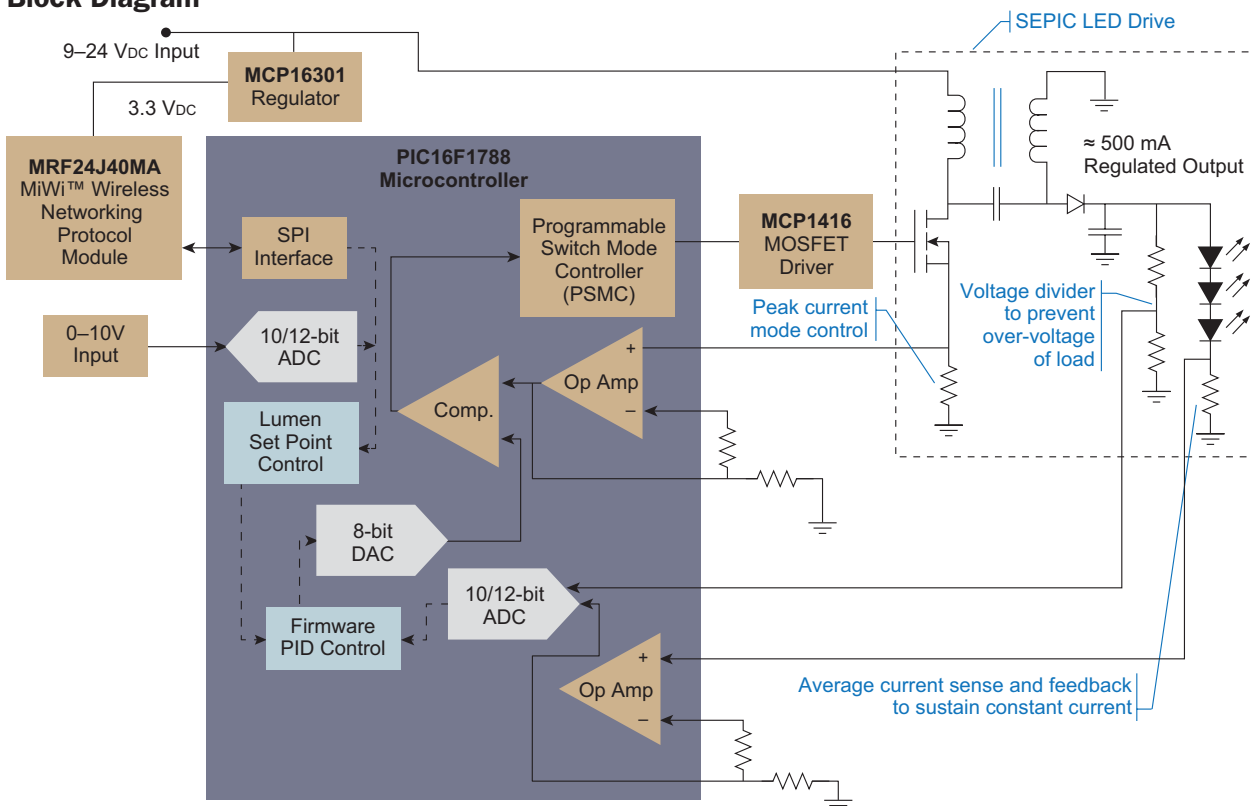 Block Diagram
SEPIC LED Drive
9–24 VDC Input
MCP16301
Regulator
3.3 VDC
MRF24J40MA
MiWi™ Wireless
Networking
Protocol
Module
PIC16F1788
Microcontroller
≈ 500 mA
Regulated Output
SPI
Interface
Programmable
Switch Mode
Controller
(PSMC)
MCP1416
MOSFET
Driver
Peak current
mode control
Voltage divider
to prevent
over-voltage
of load
0–10V
Input
10/12-bit
ADC
+
Op Amp
–
Comp.
Lumen
Set Point
Control
8-bit
DAC
10/12-bit
ADC
Firmware
PID Control
+
Op Amp
–
Average current sense and feedback
to sustain constant current